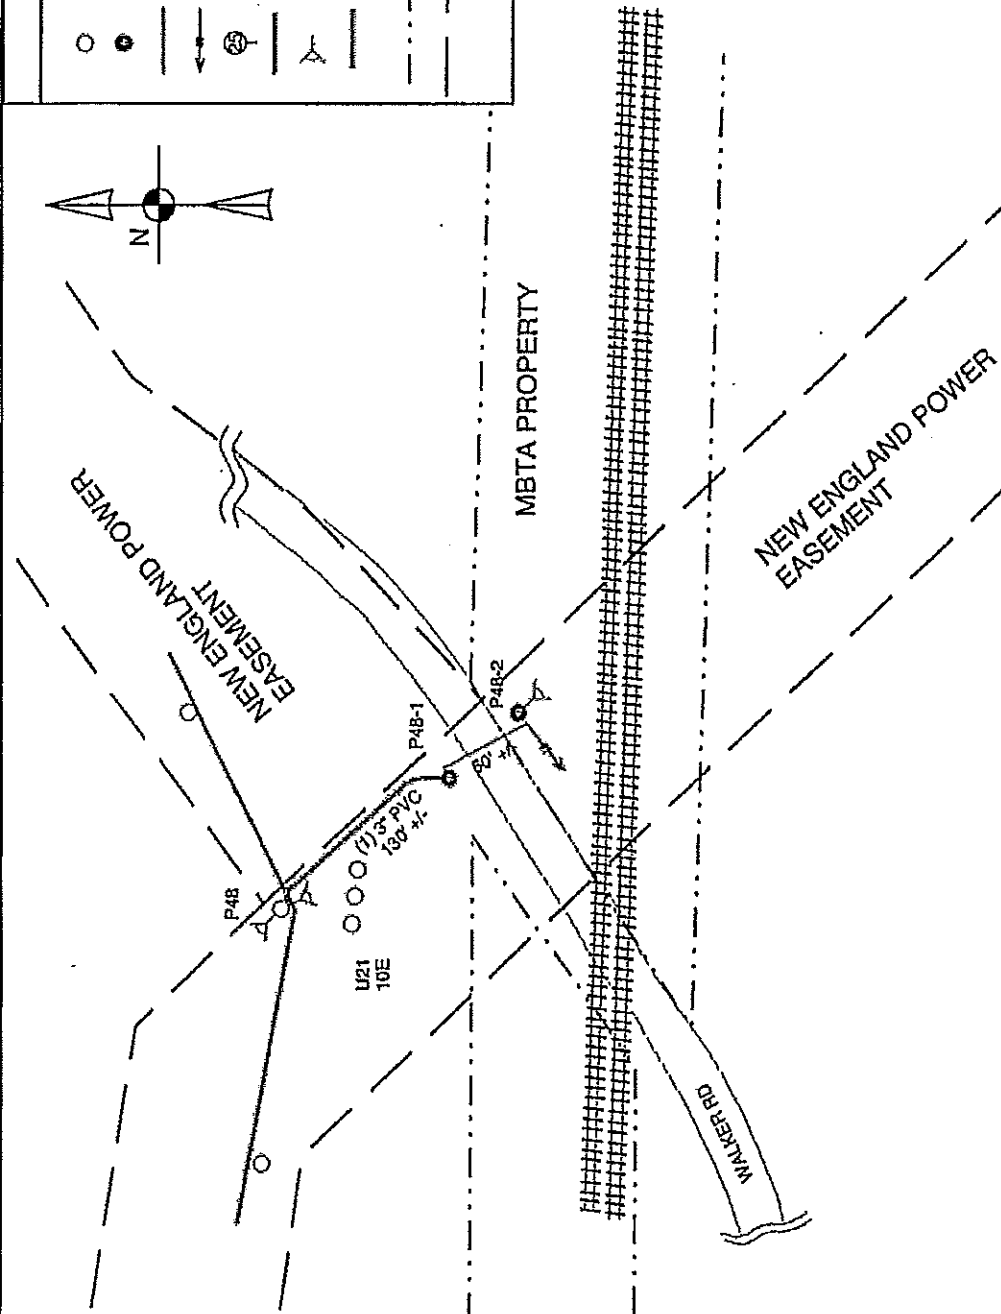 25
N
NEW ENGLAND POWER
EASEMENT
MBTA PROPERTY
P48
P48-1
P48-2
(1) 3" PVC
130' +/-
60' +/-
U21
10E
NEW ENGLAND POWER
EASEMENT
WALKER RD